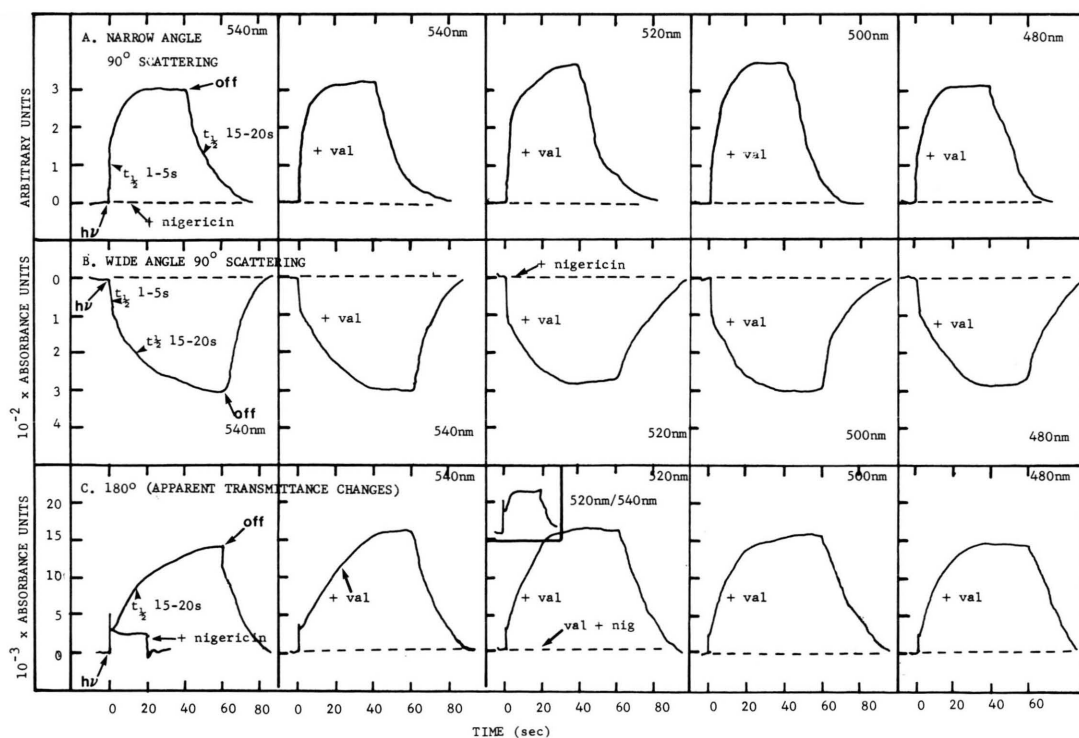 A. NARROW ANGLE
90° SCATTERING
540nm
540nm
520nm
500nm
480nm
ARBITRARY UNITS
3
2
1
0
off
t½ 15-20s
t½ 1-5s
+ nigericin
hν
+ val
+ val
+ val
+ val
B. WIDE ANGLE 90° SCATTERING
10⁻² x ABSORBANCE UNITS
0
1
2
3
4
hν
t½ 1-5s
t½ 15-20s
off
540nm
+ val
540nm
+ nigericin
+ val
520nm
+ val
500nm
+ val
480nm
C. 180° (APPARENT TRANSMITTANCE CHANGES)
540nm
520nm
500nm
480nm
10⁻³ x ABSORBANCE UNITS
20
15
10
5
0
off
t½ 15-20s
+ nigericin
hν
+ val
520nm/540nm
+ val
val + nig
+ val
+ val
0 20 40 60 80
0 20 40 60 80
0 20 40 60 80
0 20 40 60 80
0 20 40 60
TIME (sec)